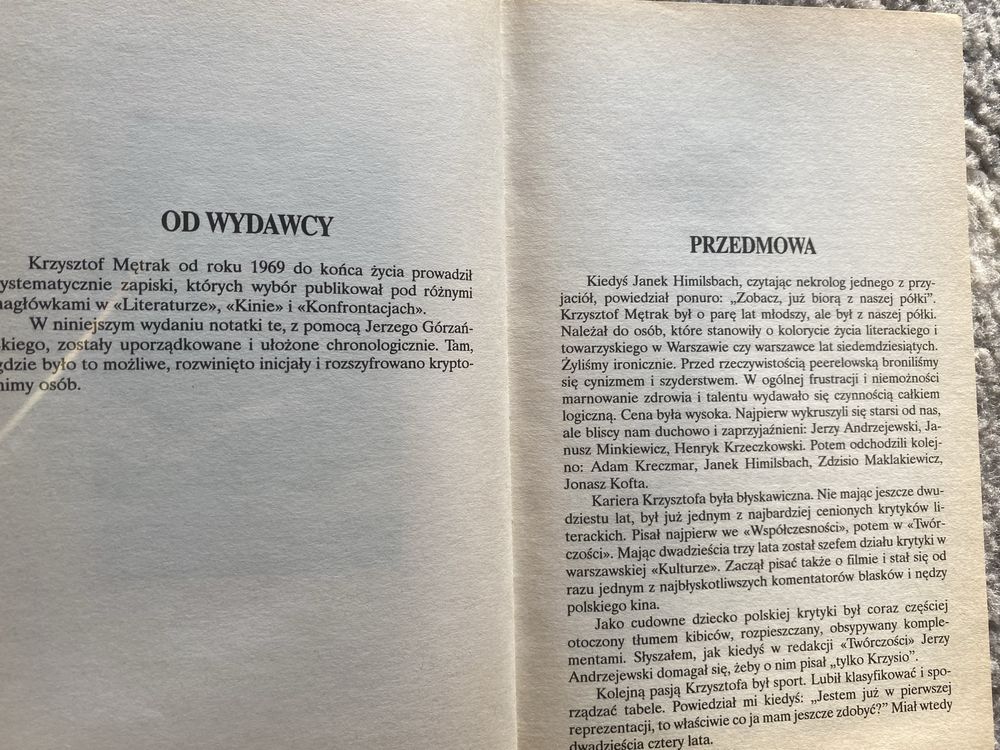 OD WYDAWCY
Krzysztof Mętrak od roku 1969 do końca życia prowadził
ystematycznie zapiski, których wybór publikował pod różnymi
nagłówkami w «Literaturze», «Kinie» i «Konfrontacjach».
W niniejszym wydaniu notatki te, z pomocą Jerzego Górzań-
skiego, zostały uporządkowane i ułożone chronologicznie. Tam,
gdzie było to możliwe, rozwinięto inicjały i rozszyfrowano krypto-
nimy osób.
PRZEDMOWA
Kiedyś Janek Himilsbach, czytając nekrolog jednego z przy-
jaciół, powiedział ponuro: „Zobacz, już biorą z naszej półki”.
Krzysztof Mętrak był o parę lat młodszy, ale był z naszej półki.
Należał do osób, które stanowiły o kolorycie życia literackiego i
towarzyskiego w Warszawie czy warszawce lat siedemdziesiątych.
Żyliśmy ironicznie. Przed rzeczywistością peerelowską broniliśmy
się cynizmem i szyderstwem. W ogólnej frustracji i niemożności
marnowanie zdrowia i talentu wydawało się czynnością całkiem
logiczną. Cena była wysoka. Najpierw wykruszyli się starsi od nas,
ale bliscy nam duchowo i zaprzyjaźnieni: Jerzy Andrzejewski, Ja-
nusz Minkiewicz, Henryk Krzeczkowski. Potem odchodzili kolej-
no: Adam Kreczmar, Janek Himilsbach, Zdzisio Maklakiewicz,
Jonasz Kofta.
Kariera Krzysztofa była błyskawiczna. Nie mając jeszcze dwu-
dziestu lat, był już jednym z najbardziej cenionych krytyków li-
terackich. Pisał najpierw we «Współczesności», potem w «Twór-
czości». Mając dwadzieścia trzy lata został szefem działu krytyki w
warszawskiej «Kulturze». Zaczął pisać także o filmie i stał się od
razu jednym z najbłyskotliwszych komentatorów blasków i nędzy
polskiego kina.
Jako cudowne dziecko polskiej krytyki był coraz częściej
otoczony tłumem kibiców, rozpieszczany, obsypywany komple-
mentami. Słyszałem, jak kiedyś w redakcji «Twórczości» Jerzy
Andrzejewski domagał się, żeby o nim pisał „tylko Krzysio”.
Kolejną pasją Krzysztofa był sport. Lubił klasyfikować i spo-
rządzać tabele. Powiedział mi kiedyś: „Jestem już w pierwszej
reprezentacji, to właściwie co ja mam jeszcze zdobyć?” Miał wtedy
dwadzieścia cztery lata.